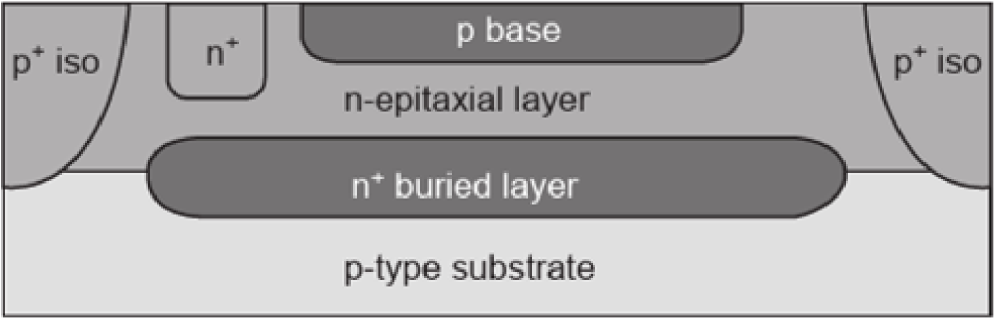 p base
p⁺ iso
n⁺
p⁺ iso
n-epitaxial layer
n⁺ buried layer
p-type substrate